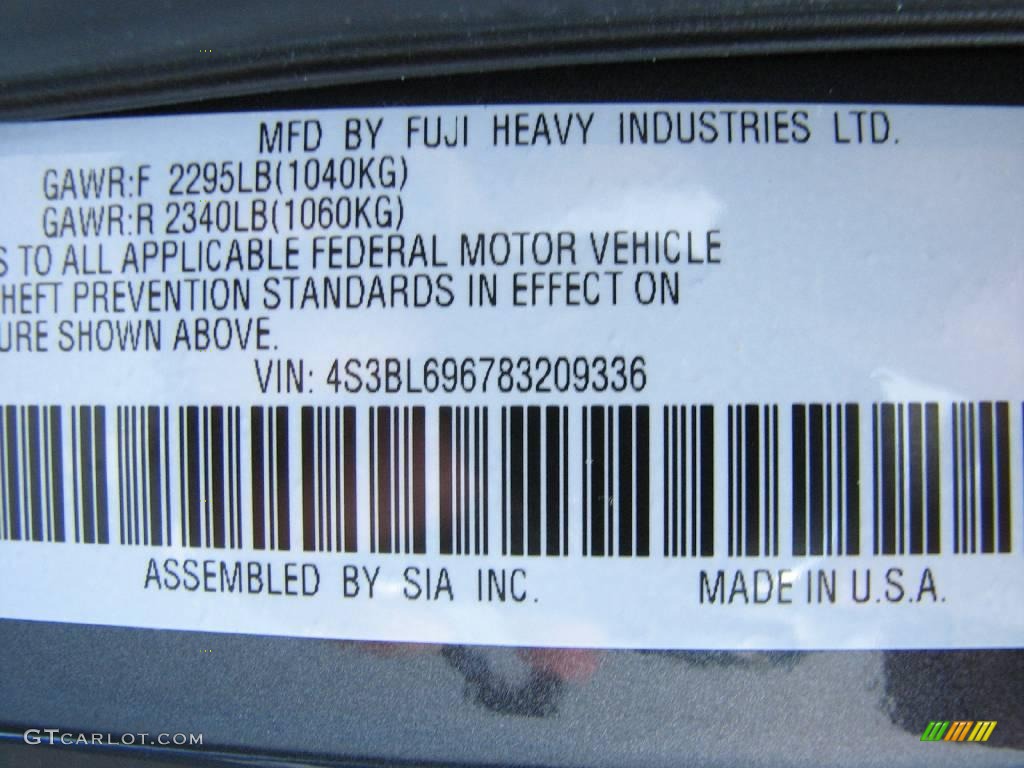 MFD BY FUJI HEAVY INDUSTRIES LTD.
GAWR:F 2295LB(1040KG)
GAWR:R 2340LB(1060KG)
S TO ALL APPLICABLE FEDERAL MOTOR VEHICLE
HEFT PREVENTION STANDARDS IN EFFECT ON
URE SHOWN ABOVE.
VIN: 4S3BL696783209336
ASSEMBLED BY SIA INC. MADE IN U.S.A.
GTCARLOT.COM